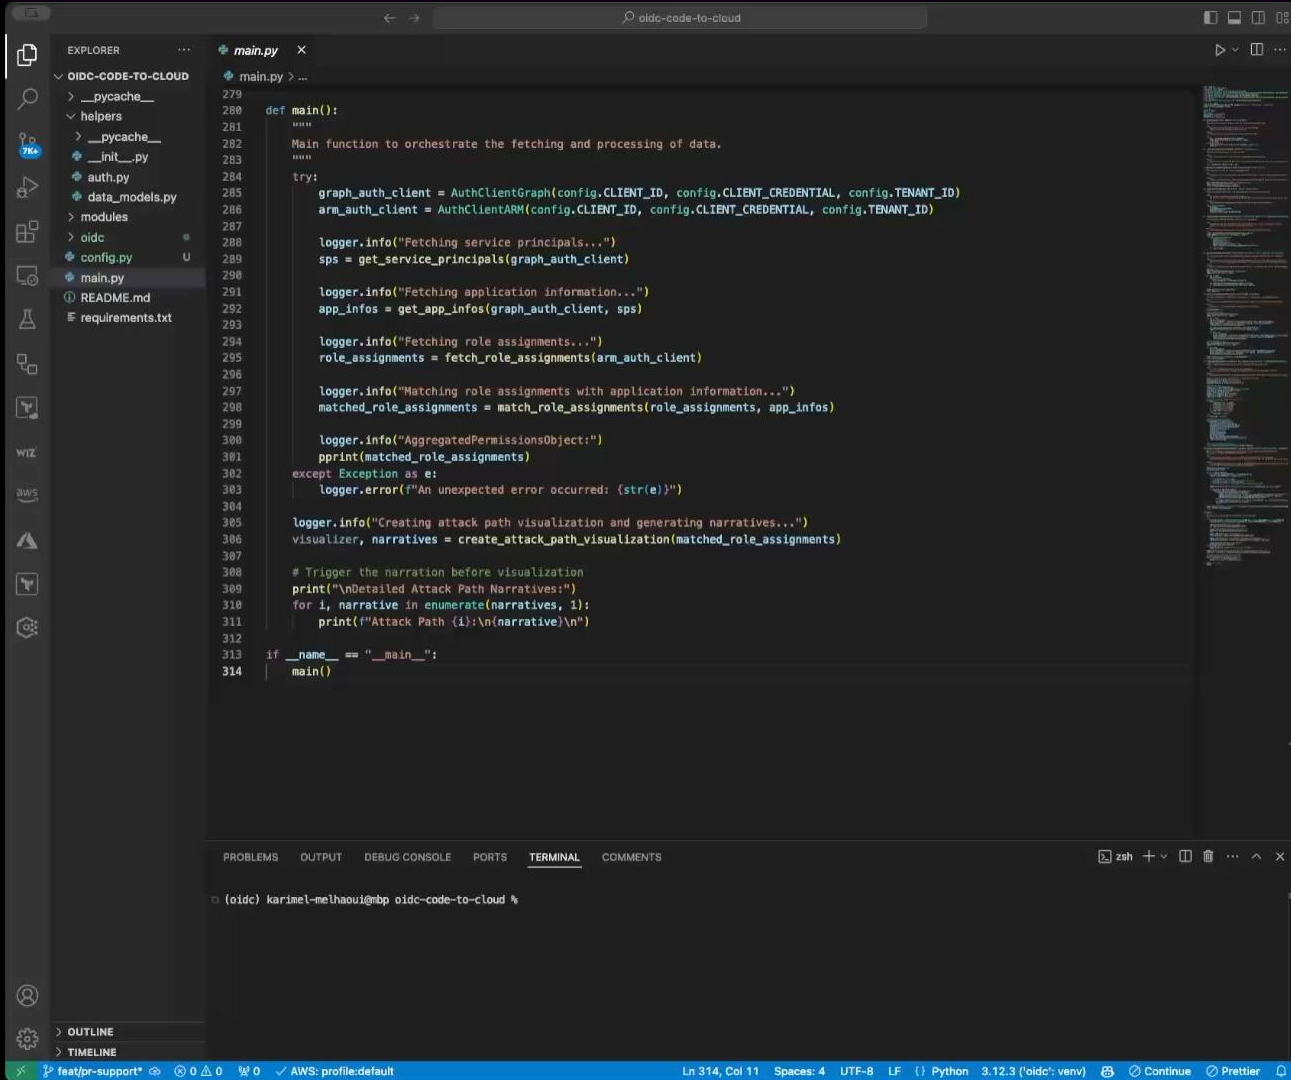 oidc-code-to-cloud
EXPLORER
main.py
OIDC-CODE-TO-CLOUD
__pycache__
helpers
__pycache__
__init__.py
auth.py
data_models.py
modules
oidc
config.py U
main.py
README.md
requirements.txt
7K+
WIZ
aws
OUTLINE
TIMELINE
main.py > ...
279
280 def main():
281 """
282 Main function to orchestrate the fetching and processing of data.
283 """
284 try:
285 graph_auth_client = AuthClientGraph(config.CLIENT_ID, config.CLIENT_CREDENTIAL, config.TENANT_ID)
286 arm_auth_client = AuthClientARM(config.CLIENT_ID, config.CLIENT_CREDENTIAL, config.TENANT_ID)
287
288 logger.info("Fetching service principals...")
289 sps = get_service_principals(graph_auth_client)
290
291 logger.info("Fetching application information...")
292 app_infos = get_app_infos(graph_auth_client, sps)
293
294 logger.info("Fetching role assignments...")
295 role_assignments = fetch_role_assignments(arm_auth_client)
296
297 logger.info("Matching role assignments with application information...")
298 matched_role_assignments = match_role_assignments(role_assignments, app_infos)
299
300 logger.info("AggregatedPermissionsObject:")
301 pprint(matched_role_assignments)
302 except Exception as e:
303 logger.error(f"An unexpected error occurred: {str(e)}")
304
305 logger.info("Creating attack path visualization and generating narratives...")
306 visualizer, narratives = create_attack_path_visualization(matched_role_assignments)
307
308 # Trigger the narration before visualization
309 print("\nDetailed Attack Path Narratives:")
310 for i, narrative in enumerate(narratives, 1):
311 print(f"Attack Path {i}:\n{narrative}\n")
312
313 if __name__ == "__main__":
314 main()
PROBLEMS OUTPUT DEBUG CONSOLE PORTS TERMINAL COMMENTS
zsh
(oidc) karimel-melhaoui@mbp oidc-code-to-cloud %
feat/pr-support* 0 0 0 AWS: profile:default Ln 314, Col 11 Spaces: 4 UTF-8 LF {} Python 3.12.3 ('oidc': venv) Continue Prettier